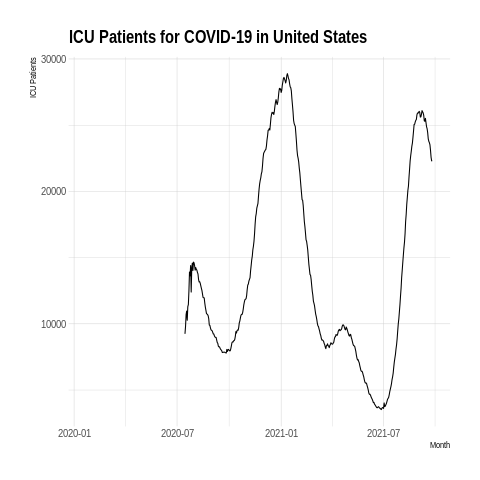 ICU Patients for COVID-19 in United States
ICU Patients
30000
20000
10000
2020-01 2020-07 2021-01 2021-07
Month